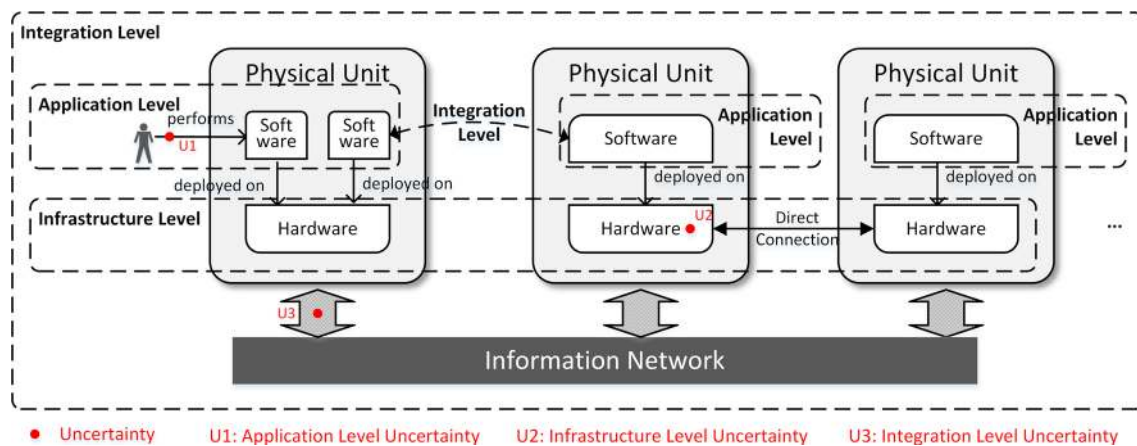 Integration Level
Physical Unit
Physical Unit
Physical Unit
Application Level
performs
U1
Soft
ware
Soft
ware
Integration
Level
Software
Application
Level
Software
Application
Level
deployed on
deployed on
deployed on
deployed on
Infrastructure Level
Hardware
Hardware
U2
Direct
Connection
Hardware
...
U3
Information Network
Uncertainty
U1: Application Level Uncertainty
U2: Infrastructure Level Uncertainty
U3: Integration Level Uncertainty